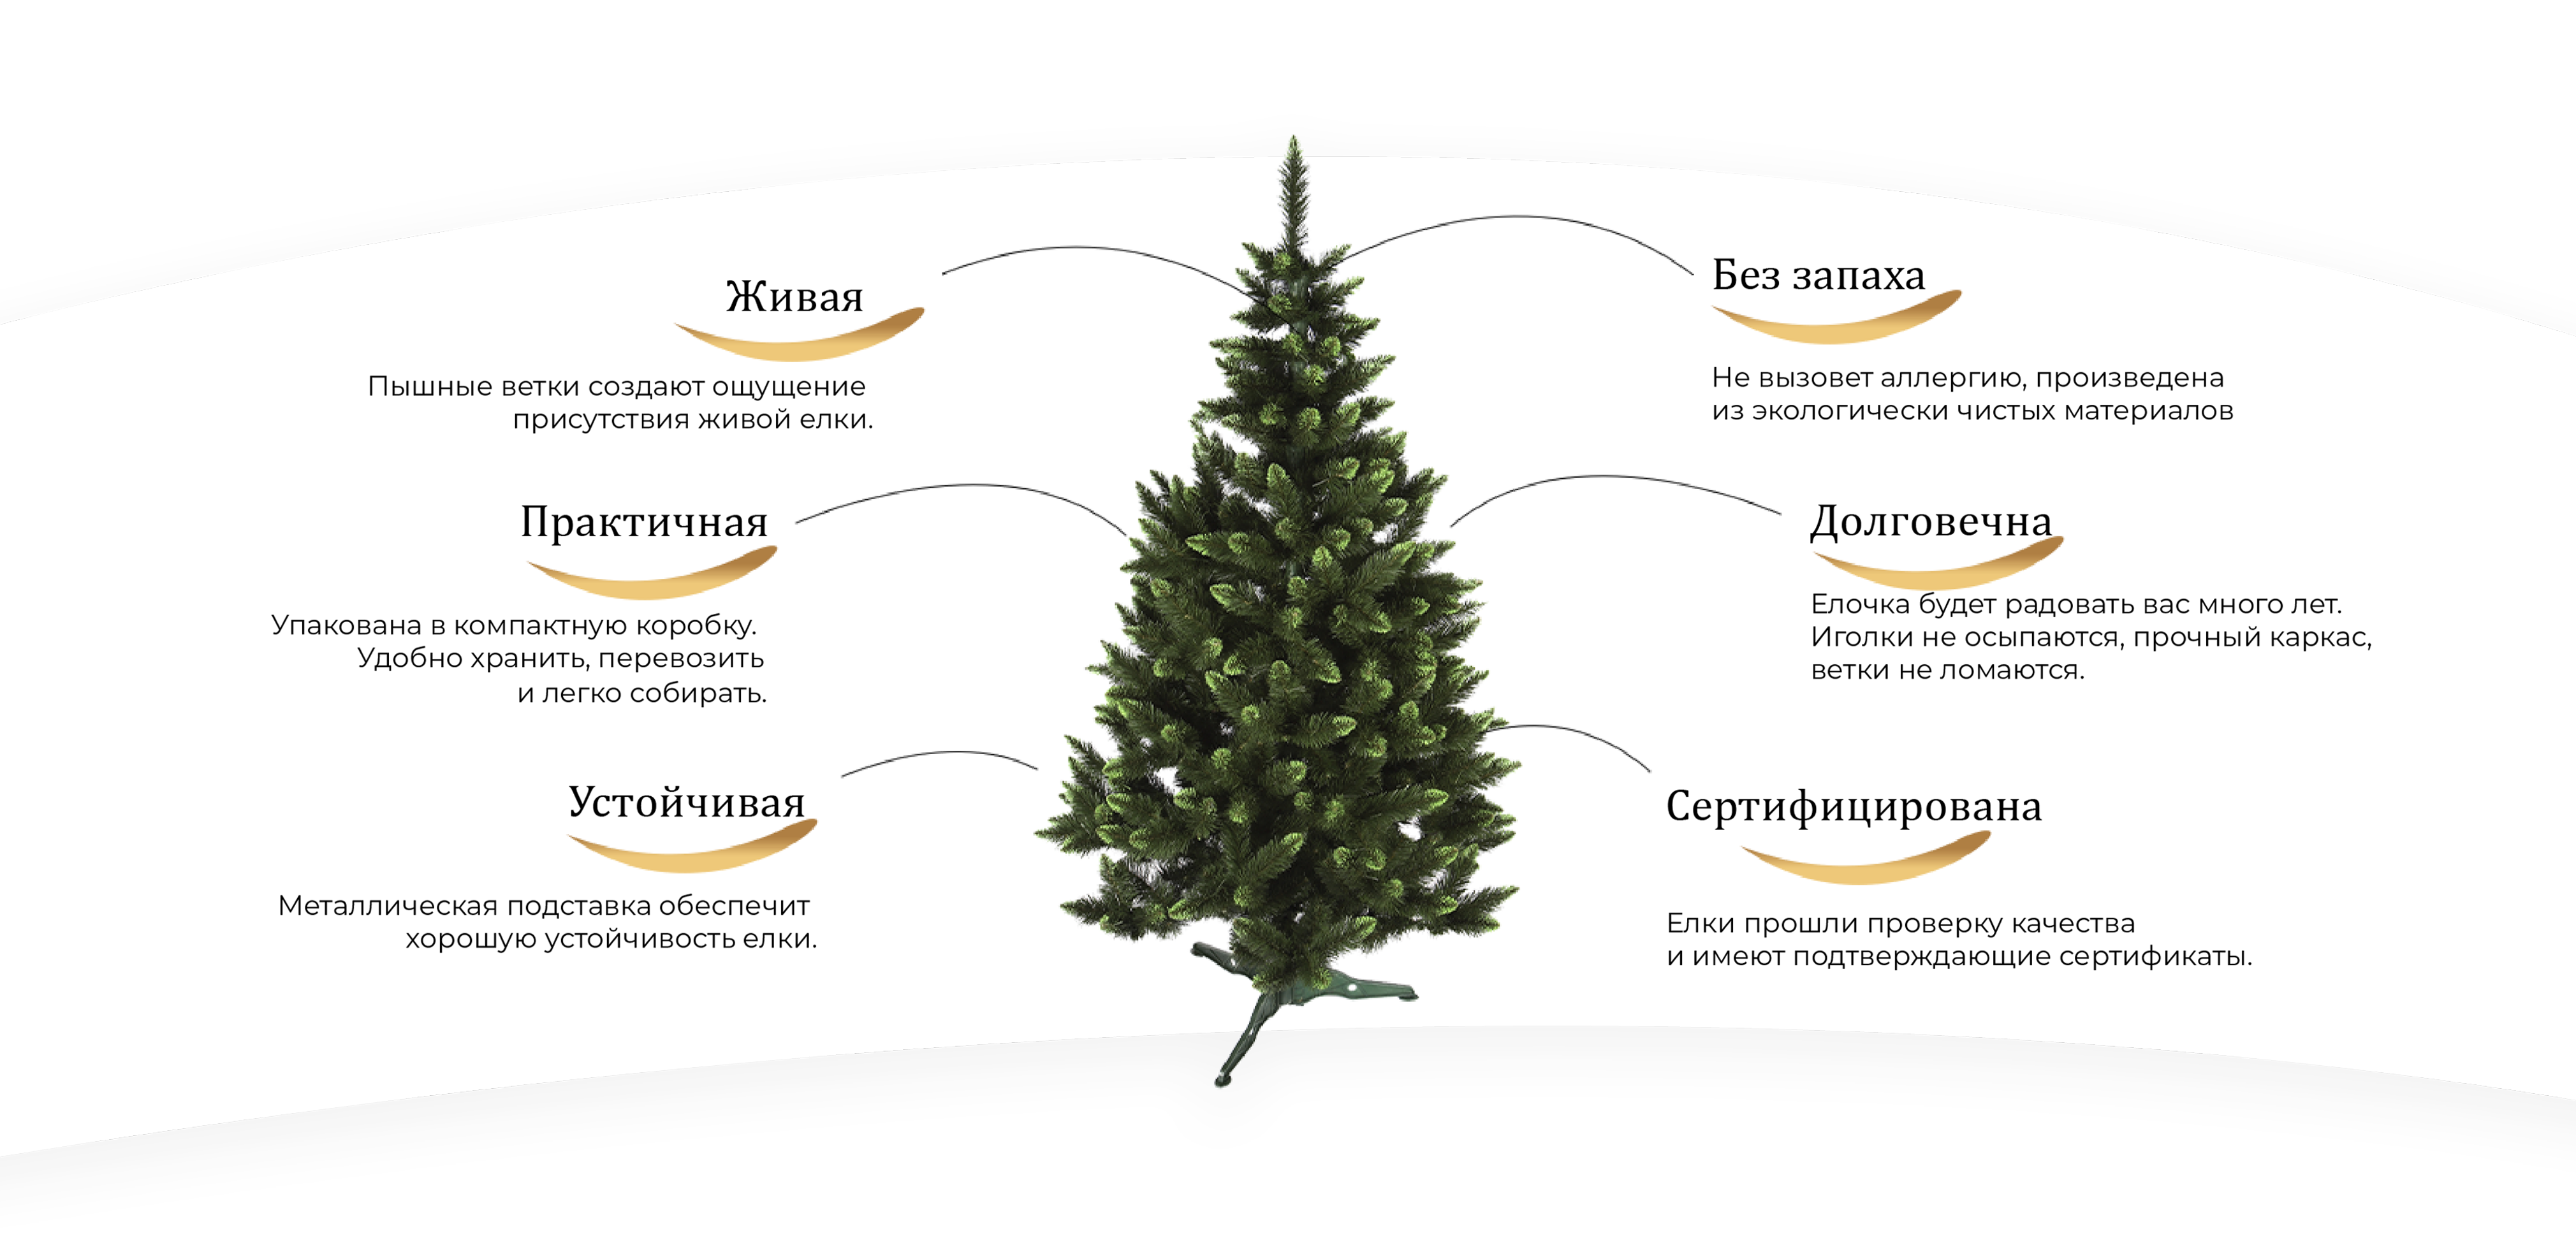 Живая
Пышные ветки создают ощущение
присутствия живой елки.
Практичная
Упакована в компактную коробку.
Удобно хранить, перевозить
и легко собирать.
Устойчивая
Металлическая подставка обеспечит
хорошую устойчивость елки.
Без запаха
Не вызовет аллергию, произведена
из экологически чистых материалов
Долговечна
Елочка будет радовать вас много лет.
Иголки не осыпаются, прочный каркас,
ветки не ломаются.
Сертифицирована
Елки прошли проверку качества
и имеют подтверждающие сертификаты.